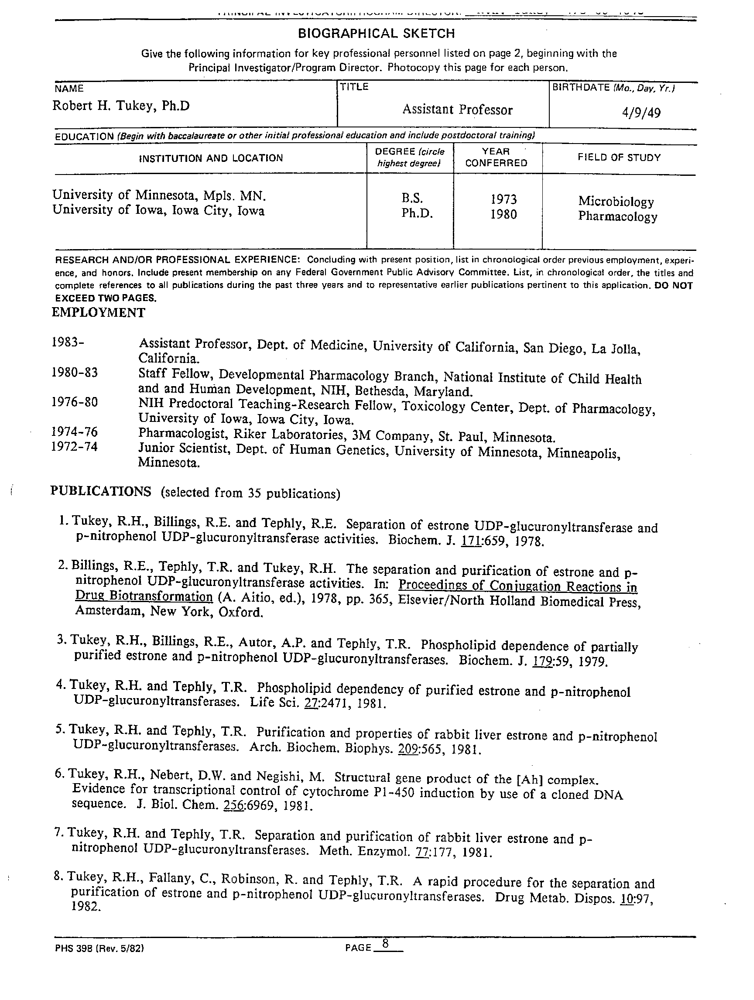 BIOGRAPHICAL SKETCH
Give the following information for key professional personnel listed on page 2, beginning with the
Principal Investigator/Program Director. Photocopy this page for each person.
NAME TITLE BIRTHDATE (Mo., Day, Yr.)
Robert H. Tukey, Ph.D Assistant Professor 4/9/49
EDUCATION (Begin with baccalaureate or other initial professional education and include postdoctoral training)
INSTITUTION AND LOCATION DEGREE (circle highest degree) YEAR CONFERRED FIELD OF STUDY
University of Minnesota, Mpls. MN. B.S. 1973 Microbiology
University of Iowa, Iowa City, Iowa Ph.D. 1980 Pharmacology
RESEARCH AND/OR PROFESSIONAL EXPERIENCE: Concluding with present position, list in chronological order previous employment, experi-
ence, and honors. Include present membership on any Federal Government Public Advisory Committee. List, in chronological order, the titles and
complete references to all publications during the past three years and to representative earlier publications pertinent to this application. DO NOT
EXCEED TWO PAGES.
EMPLOYMENT
1983- Assistant Professor, Dept. of Medicine, University of California, San Diego, La Jolla,
California.
1980-83 Staff Fellow, Developmental Pharmacology Branch, National Institute of Child Health
and and Human Development, NIH, Bethesda, Maryland.
1976-80 NIH Predoctoral Teaching-Research Fellow, Toxicology Center, Dept. of Pharmacology,
University of Iowa, Iowa City, Iowa.
1974-76 Pharmacologist, Riker Laboratories, 3M Company, St. Paul, Minnesota.
1972-74 Junior Scientist, Dept. of Human Genetics, University of Minnesota, Minneapolis,
Minnesota.
PUBLICATIONS (selected from 35 publications)
1. Tukey, R.H., Billings, R.E. and Tephly, R.E. Separation of estrone UDP-glucuronyltransferase and
p-nitrophenol UDP-glucuronyltransferase activities. Biochem. J. 171:659, 1978.
2. Billings, R.E., Tephly, T.R. and Tukey, R.H. The separation and purification of estrone and p-
nitrophenol UDP-glucuronyltransferase activities. In: Proceedings of Conjugation Reactions in
Drug Biotransformation (A. Aitio, ed.), 1978, pp. 365, Elsevier/North Holland Biomedical Press,
Amsterdam, New York, Oxford.
3. Tukey, R.H., Billings, R.E., Autor, A.P. and Tephly, T.R. Phospholipid dependence of partially
purified estrone and p-nitrophenol UDP-glucuronyltransferases. Biochem. J. 179:59, 1979.
4. Tukey, R.H. and Tephly, T.R. Phospholipid dependency of purified estrone and p-nitrophenol
UDP-glucuronyltransferases. Life Sci. 27:2471, 1981.
5. Tukey, R.H. and Tephly, T.R. Purification and properties of rabbit liver estrone and p-nitrophenol
UDP-glucuronyltransferases. Arch. Biochem. Biophys. 209:565, 1981.
6. Tukey, R.H., Nebert, D.W. and Negishi, M. Structural gene product of the [Ah] complex.
Evidence for transcriptional control of cytochrome P1-450 induction by use of a cloned DNA
sequence. J. Biol. Chem. 256:6969, 1981.
7. Tukey, R.H. and Tephly, T.R. Separation and purification of rabbit liver estrone and p-
nitrophenol UDP-glucuronyltransferases. Meth. Enzymol. 77:177, 1981.
8. Tukey, R.H., Fallany, C., Robinson, R. and Tephly, T.R. A rapid procedure for the separation and
purification of estrone and p-nitrophenol UDP-glucuronyltransferases. Drug Metab. Dispos. 10:97,
1982.
PHS 398 (Rev. 5/82) PAGE 8